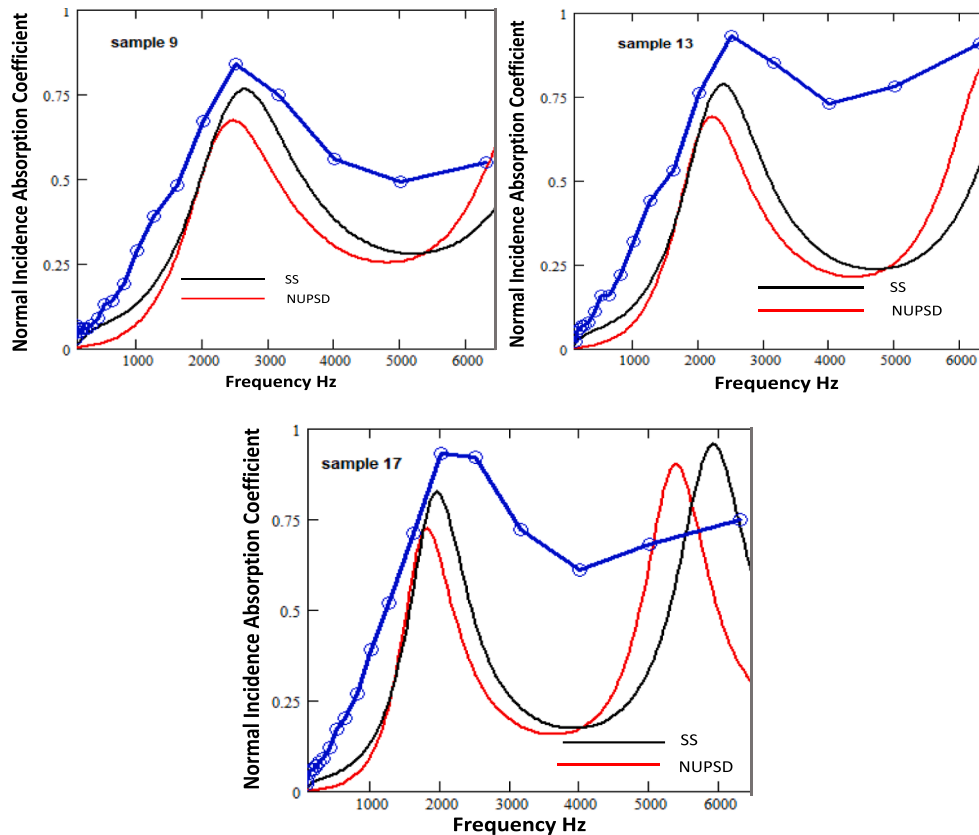 Normal Incidence Absorption Coefficient
1
0.75
0.5
0.25
0
sample 9
SS
NUPSD
1000 2000 3000 4000 5000 6000
Frequency Hz
Normal Incidence Absorption Coefficient
1
0.75
0.5
0.25
0
sample 13
SS
NUPSD
1000 2000 3000 4000 5000 6000
Frequency Hz
Normal Incidence Absorption Coefficient
1
0.75
0.5
0.25
0
sample 17
SS
NUPSD
1000 2000 3000 4000 5000 6000
Frequency Hz